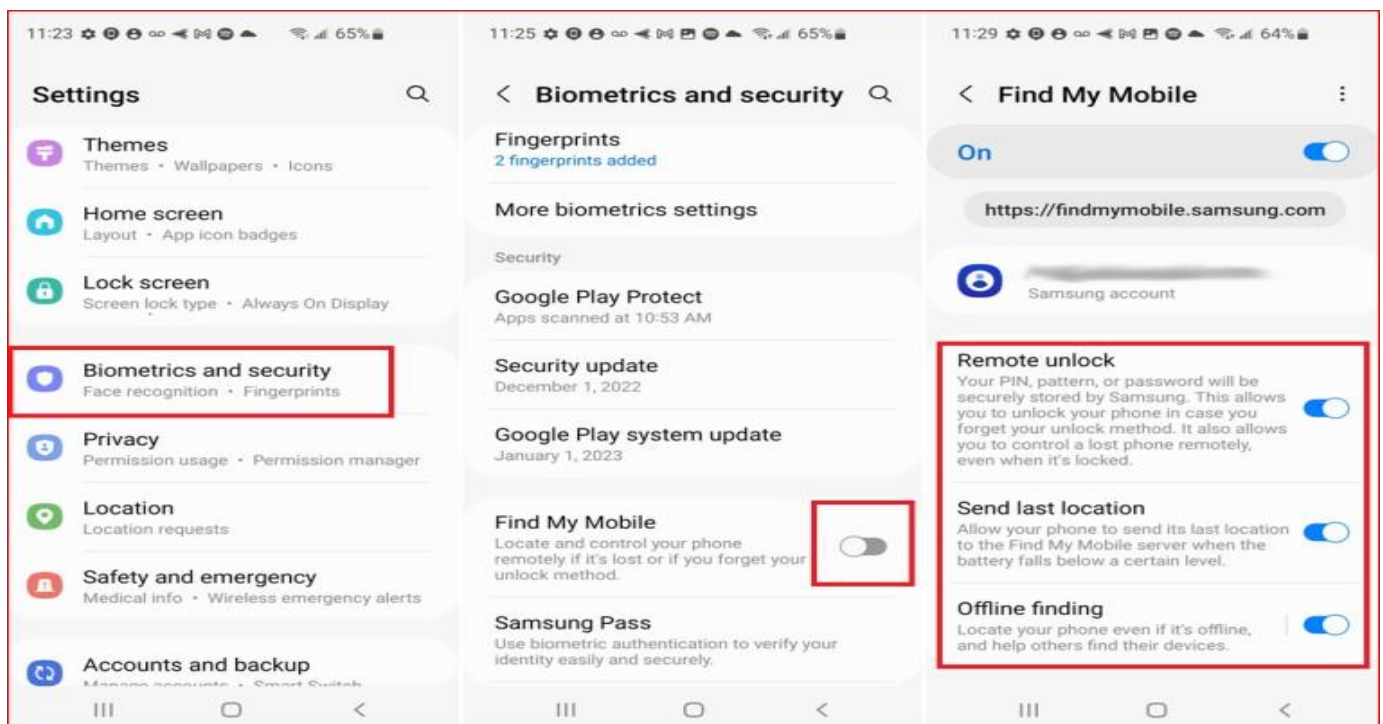 11:23
65%
Settings
Themes
Themes • Wallpapers • Icons
Home screen
Layout • App icon badges
Lock screen
Screen lock type • Always On Display
Biometrics and security
Face recognition • Fingerprints
Privacy
Permission usage • Permission manager
Location
Location requests
Safety and emergency
Medical info • Wireless emergency alerts
Accounts and backup
Manage accounts • Smart Switch
11:25
65%
Biometrics and security
Fingerprints
2 fingerprints added
More biometrics settings
Security
Google Play Protect
Apps scanned at 10:53 AM
Security update
December 1, 2022
Google Play system update
January 1, 2023
Find My Mobile
Locate and control your phone
remotely if it's lost or if you forget your
unlock method.
Samsung Pass
Use biometric authentication to verify your
identity easily and securely.
11:29
64%
Find My Mobile
On
https://findmymobile.samsung.com
Samsung account
Remote unlock
Your PIN, pattern, or password will be
securely stored by Samsung. This allows
you to unlock your phone in case you
forget your unlock method. It also allows
you to control a lost phone remotely,
even when it's locked.
Send last location
Allow your phone to send its last location
to the Find My Mobile server when the
battery falls below a certain level.
Offline finding
Locate your phone even if it's offline,
and help others find their devices.